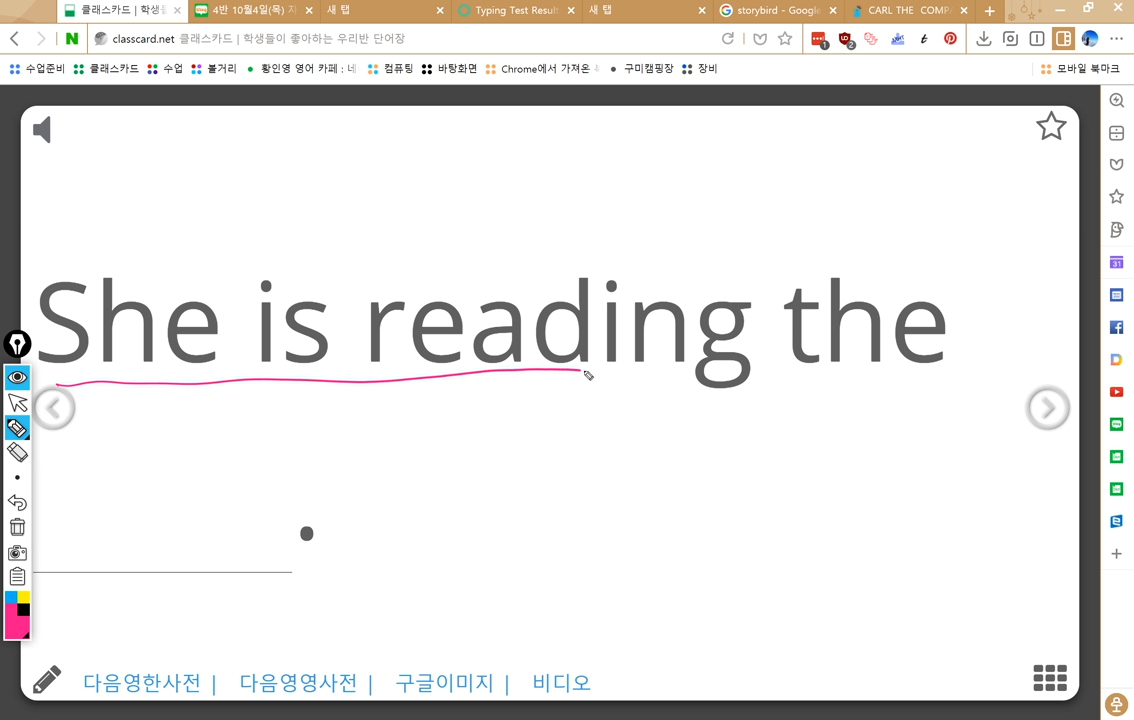 클래스카드 | 학생들 4반 10월4일(목) 새 탭 Typing Test Resul 새 탭 storybird - Google CARL THE COMP
N classcard.net 클래스카드 | 학생들이 좋아하는 우리반 단어장 1 2 t
수업준비 클래스카드 수업 볼거리 황인영 영어 카페 : 네 컴퓨팅 바탕화면 Chrome에서 가져온 구미캠핑장 장비 모바일 북마크
31
She is reading the
.
다음영한사전 | 다음영영사전 | 구글이미지 | 비디오